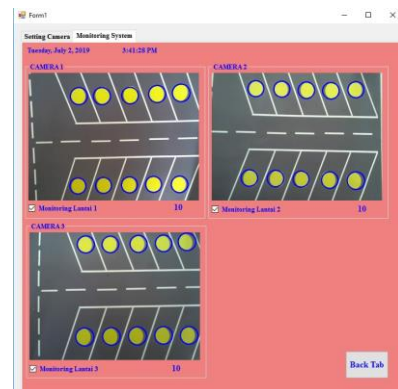 Form1
Setting Camera Monitoring System
Tuesday, July 2, 2019 3:41:28 PM
CAMERA 1
CAMERA 2
Monitoring Lantai 1 10
Monitoring Lantai 2 10
CAMERA 3
Monitoring Lantai 3 10
Back Tab